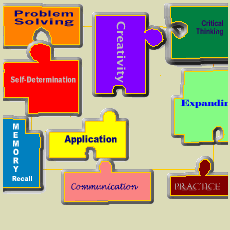 Problem
Solving
Creativity
Critical
Thinking
Self-Determination
Expandin
MEMORY
Recall
Application
Communication
PRACTICE